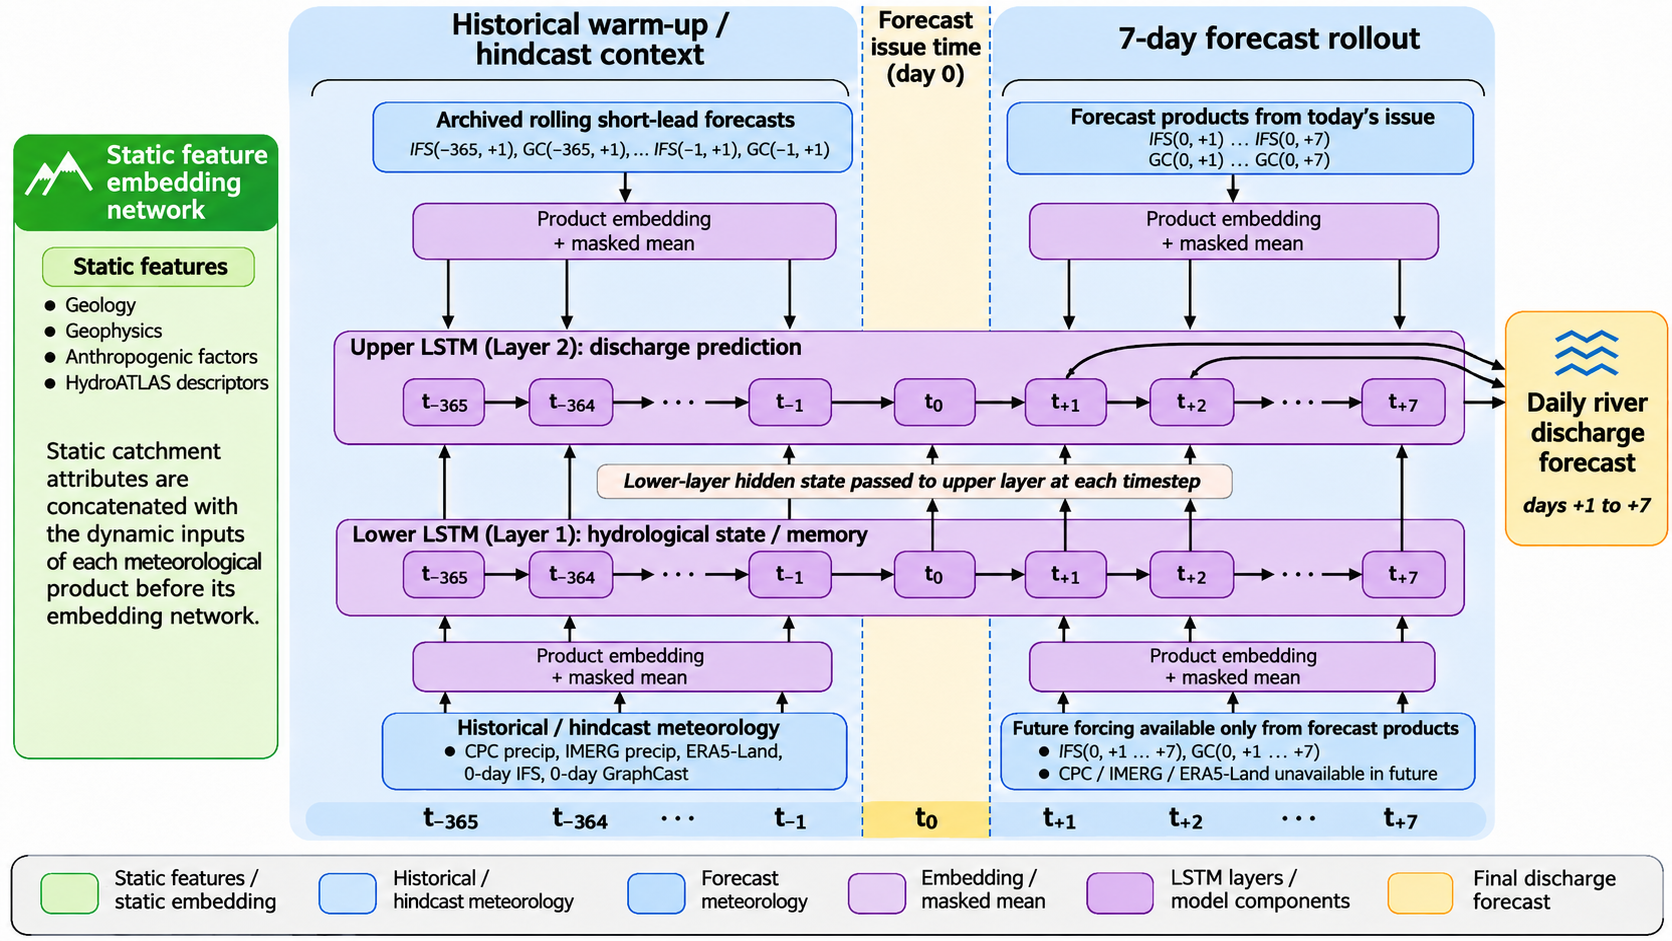 Historical warm-up /
hindcast context
Forecast
issue time
(day 0)
7-day forecast rollout
Archived rolling short-lead forecasts
IFS(−365, +1), GC(−365, +1), ... IFS(−1, +1), GC(−1, +1)
Forecast products from today's issue
IFS(0, +1) ... IFS(0, +7)
GC(0, +1) ... GC(0, +7)
Static feature
embedding
network
Static features
● Geology
● Geophysics
● Anthropogenic factors
● HydroATLAS descriptors
Static catchment
attributes are
concatenated with
the dynamic inputs
of each meteorological
product before its
embedding network.
Product embedding
+ masked mean
Product embedding
+ masked mean
Upper LSTM (Layer 2): discharge prediction
t−365 t−364 ... t−1 t0 t+1 t+2 ... t+7
Lower-layer hidden state passed to upper layer at each timestep
Lower LSTM (Layer 1): hydrological state / memory
t−365 t−364 ... t−1 t0 t+1 t+2 ... t+7
Daily river
discharge
forecast
days +1 to +7
Product embedding
+ masked mean
Product embedding
+ masked mean
Historical / hindcast meteorology
● CPC precip, IMERG precip, ERA5-Land,
0-day IFS, 0-day GraphCast
Future forcing available only from forecast products
● IFS(0, +1 ... +7), GC(0, +1 ... +7)
● CPC / IMERG / ERA5-Land unavailable in future
t−365 t−364 ... t−1 t0 t+1 t+2 ... t+7
Static features /
static embedding
Historical /
hindcast meteorology
Forecast
meteorology
Embedding /
masked mean
LSTM layers /
model components
Final discharge
forecast